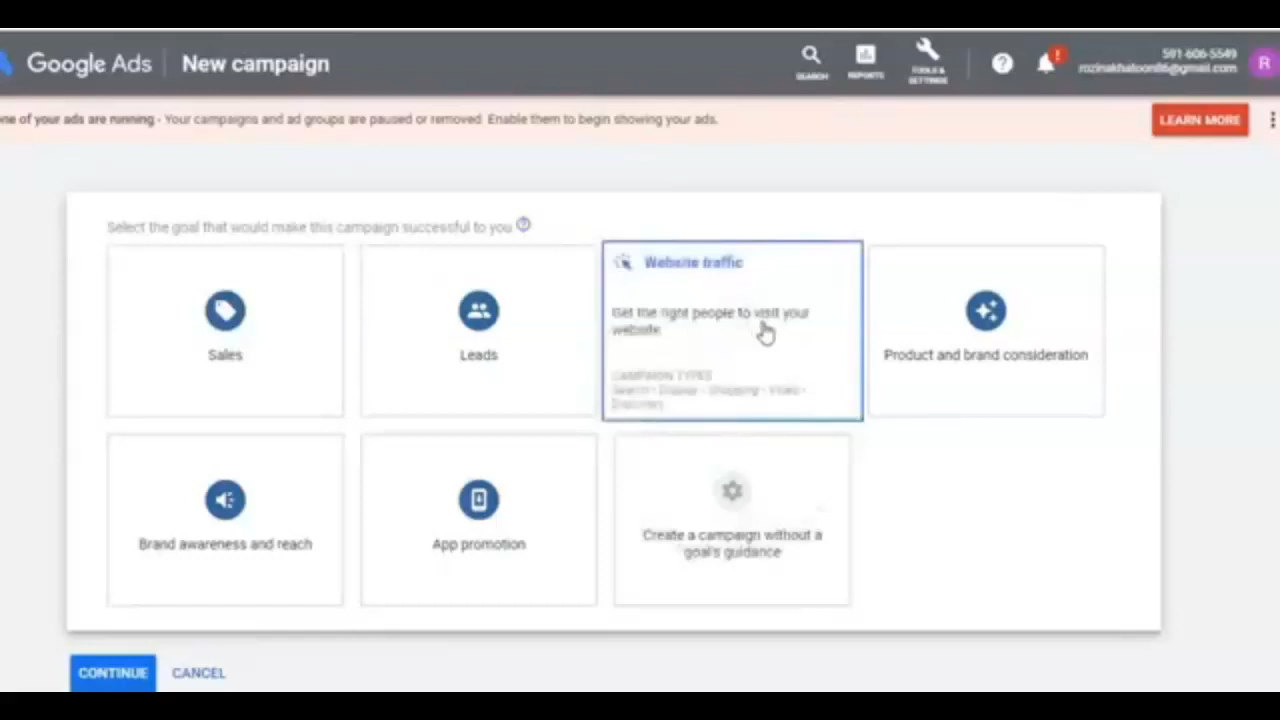 Google Ads
New campaign
SEARCH
REPORTS
TOOLS &
SETTINGS
591-606-5549
rozinakhatoon86@gmail.com
R
ne of your ads are running - Your campaigns and ad groups are paused or removed. Enable them to begin showing your ads.
LEARN MORE
Select the goal that would make this campaign successful to you
Sales
Leads
Website traffic
Get the right people to visit your
website
CAMPAIGN TYPES
Search · Display · Shopping · Video ·
Discovery
Product and brand consideration
Brand awareness and reach
App promotion
Create a campaign without a
goal's guidance
CONTINUE
CANCEL